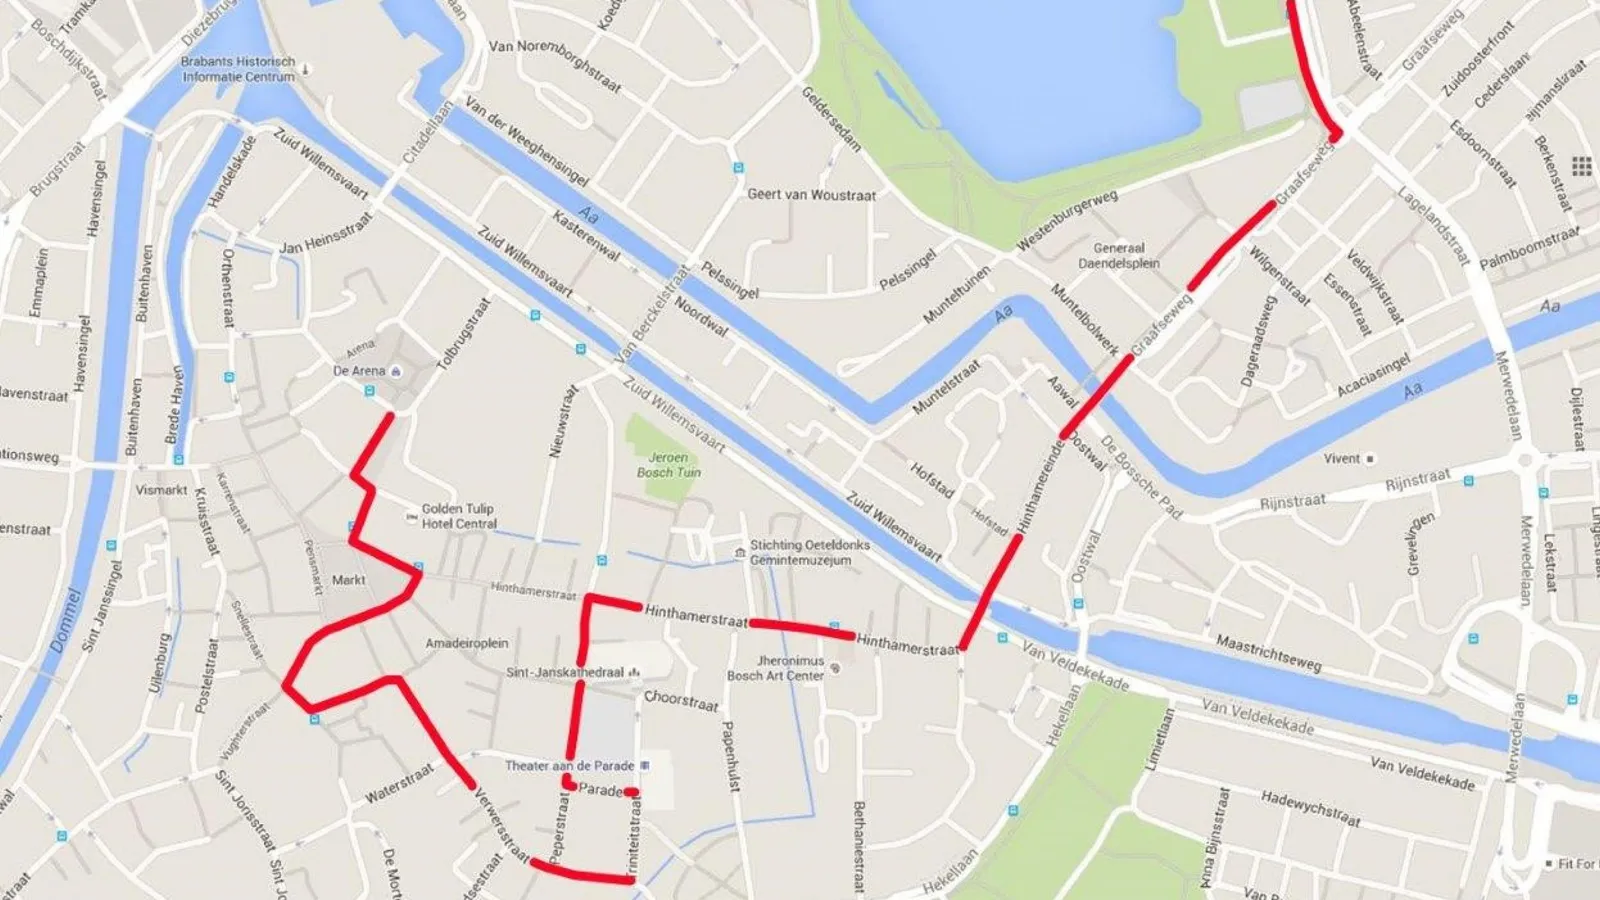 Tramka
Boschdijkstraat
Diezebrug
Brabants Historisch
Informatie Centrum
Brugstraat
Havensingel
Handelskade
Zuid Willemsvaart
Citadellaan
laan
Van Noremborghstraat
Koed
Van der Weeghensingel
Geldersedam
Geert van Woustraat
Aa
Kasterenwal
Zuid Willemsvaart
Pelssingel
Pelssingel
Munteltuinen
Westenburgerweg
Generaal
Daendelsplein
Graafseweg
Graafseweg
Abeelenstraat
Zuidoosterfront
Cederslaan
eijmanslraat
Esdoornstraat
Berkenstraat
Lagelandstraat
Palmboomstraat
Veldwijkstraat
Wilgenstraat
Essenstraat
Dageraadsweg
Acaciasingel
Aa
Aa
Aa
Muntelbolwerk
Graafseweg
Muntelstraat
Aawal
Oostwal
De Bossche Pad
Noordwal
Van Berckelstraat
Zuid Willemsvaart
Jan Heinsstraat
Orthenstraat
Emmaplein
Buitenhaven
Havensingel
Buitenhaven
Brede Haven
avenstraat
ationsweg
enstraat
Arena
De Arena
Tolbrugstraat
Nieuwstraat
Jeroen
Bosch Tuin
Hofstad
Hofstad
Hinthamereinde
Zuid Willemsvaart
Vismarkt
Kruisstraat
Karrenstraat
Pensmarkt
Markt
Golden Tulip
Hotel Central
Stichting Oeteldonks
Gemintemuzejum
Hinthamerstraat
Hinthamerstraat
Hinthamerstraat
Amadeiroplein
Sint-Janskathedraal
Jheronimus
Bosch Art Center
Choorstraat
Papenhulst
Theater aan de Parade
Parade
Peperstraat
Triniteitstraat
Verwersstraat
Waterstraat
Snellestraat
Vughterstraat
Postelstraat
Uilenburg
Sint Janssingel
Dommel
Sint Jorisstraat
Sint Jo
De Mort
dsestraat
straat
wal
Bethaniestraat
Hekellaan
Hekellaan
Limietlaan
Van Veldekekade
Van Veldekekade
Van Veldekekade
Maastrichtseweg
Oostwal
Rijnstraat
Rijnstraat
Vivent
Grevelingen
Merwedelaan
Merwedelaan
Merwedelaan
Dijlestraat
Lekstraat
Lingestraat
Hadewychstraat
Anna Bijnsstraat
Van B
Fit For